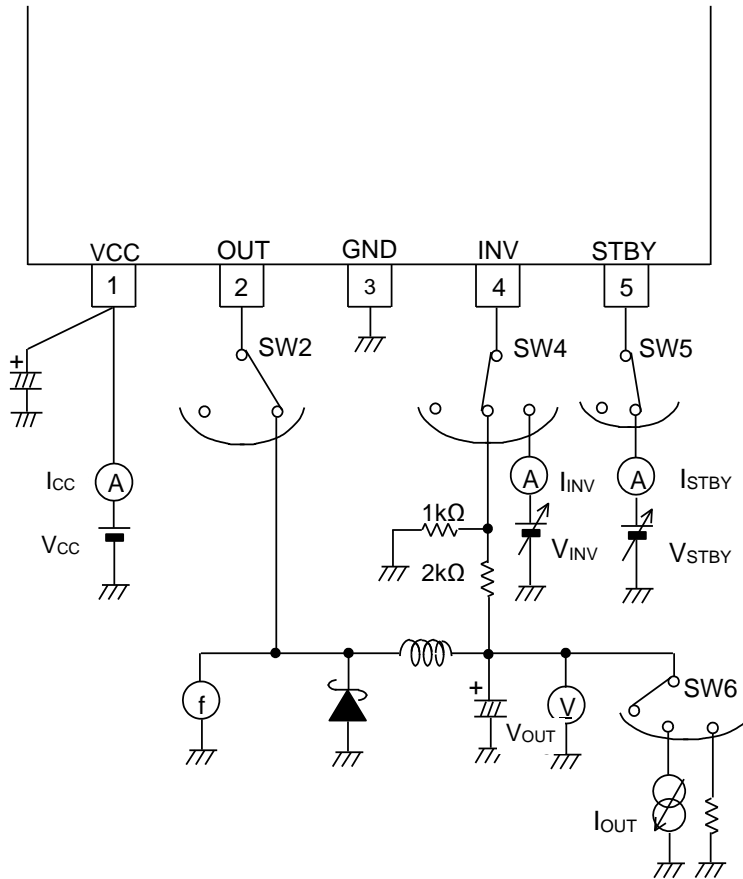 VCC OUT GND INV STBY
1 2 3 4 5
SW2 SW4 SW5
+
ICC A A IINV A ISTBY
VCC 1kΩ VINV VSTBY
2kΩ
SW6
f + VOUT V
IOUT